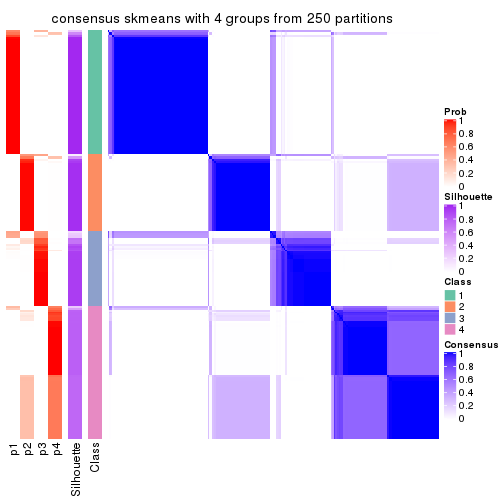 consensus skmeans with 4 groups from 250 partitions
p1
p2
p3
p4
Silhouette
Class
Prob
1
0.8
0.6
0.4
0.2
0
Silhouette
1
0.8
0.6
0.4
0.2
0
Class
1
2
3
4
Consensus
1
0.8
0.6
0.4
0.2
0